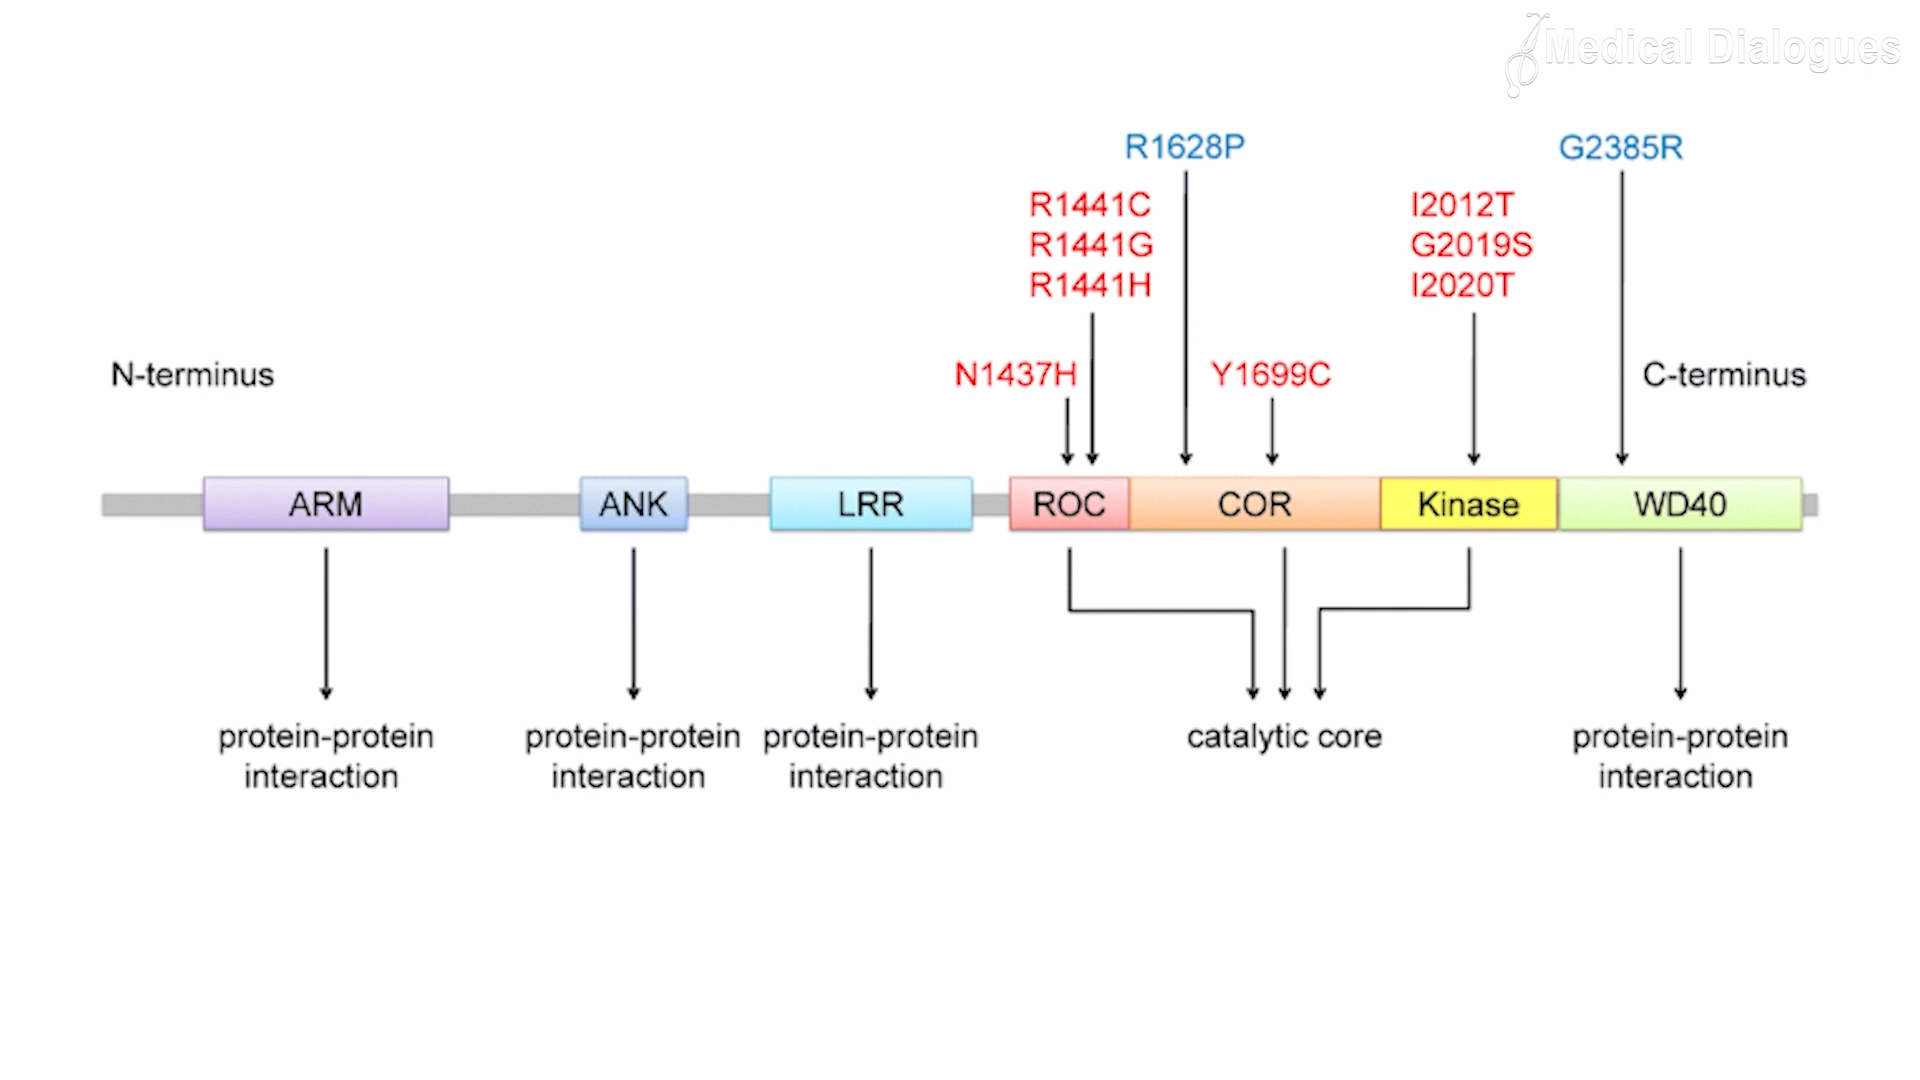 Medical Dialogues
R1628P
G2385R
R1441C
R1441G
R1441H
I2012T
G2019S
I2020T
N-terminus
N1437H
Y1699C
C-terminus
ARM
ANK
LRR
ROC
COR
Kinase
WD40
protein-protein
interaction
protein-protein
interaction
protein-protein
interaction
catalytic core
protein-protein
interaction